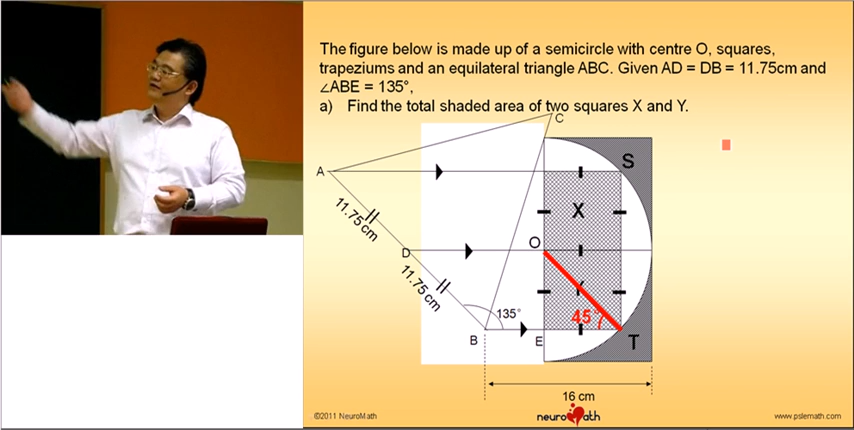 The figure below is made up of a semicircle with centre O, squares,
trapeziums and an equilateral triangle ABC. Given AD = DB = 11.75cm and
∠ABE = 135°,
a) Find the total shaded area of two squares X and Y.
C
S
A
X
11.75 cm
O
D
11.75 cm
Y
135°
45°
B
E
T
16 cm
©2011 NeuroMath
neuromath
www.pslemath.com